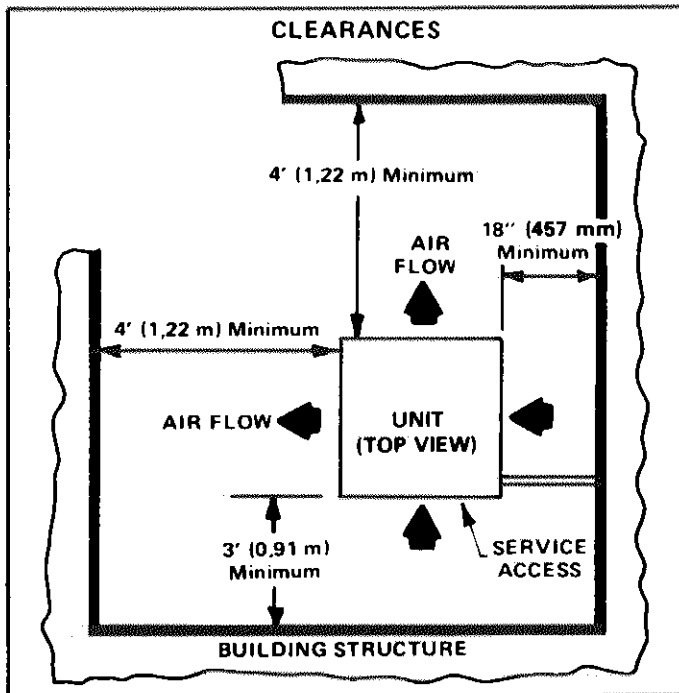 CLEARANCES
4' (1,22 m) Minimum
18'' (457 mm)
Minimum
AIR
FLOW
4' (1,22 m) Minimum
AIR FLOW
UNIT
(TOP VIEW)
3' (0,91 m)
Minimum
SERVICE
ACCESS
BUILDING STRUCTURE